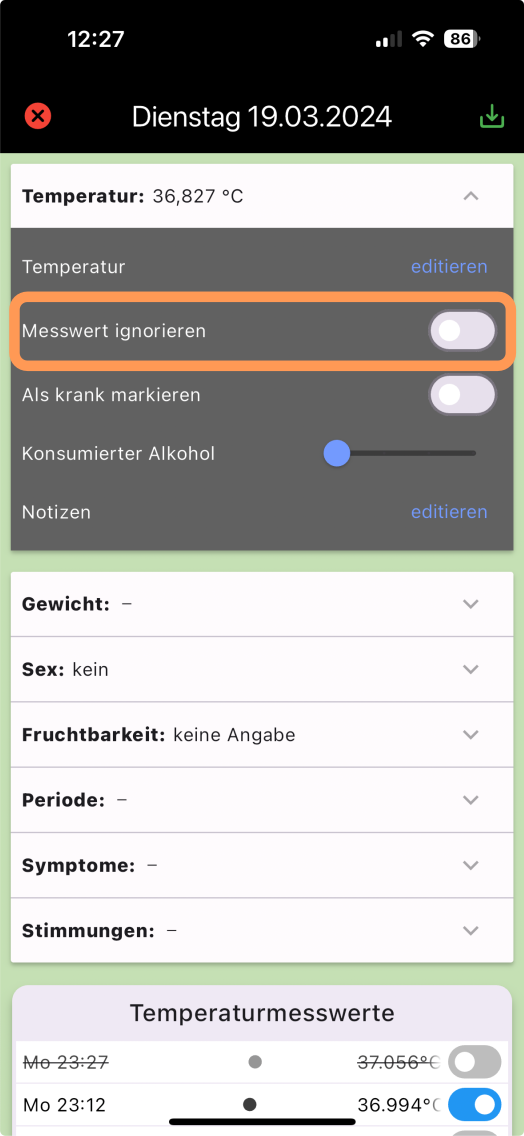 12:27
86
Dienstag 19.03.2024
Temperatur: 36,827 °C
Temperatur editieren
Messwert ignorieren
Als krank markieren
Konsumierter Alkohol
Notizen editieren
Gewicht: –
Sex: kein
Fruchtbarkeit: keine Angabe
Periode: –
Symptome: –
Stimmungen: –
Temperaturmesswerte
Mo 23:27 37.056°C
Mo 23:12 36.994°C